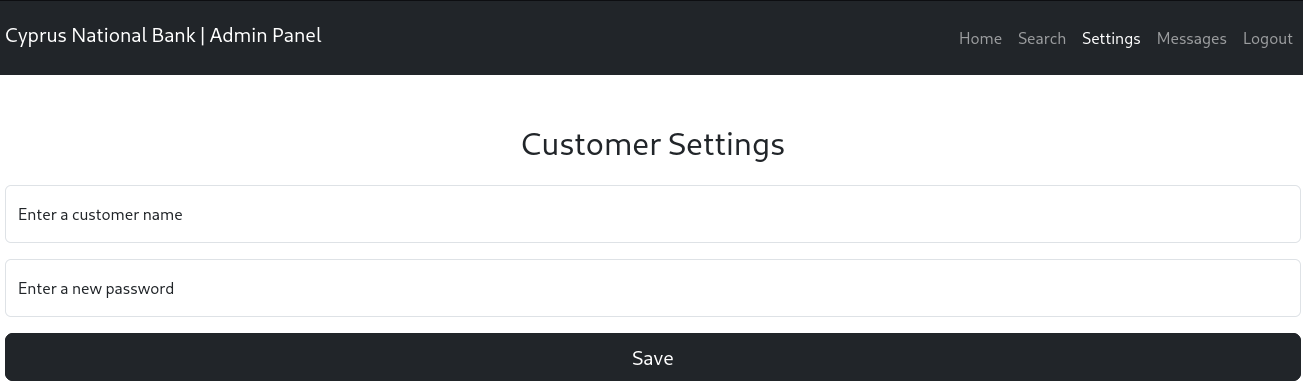 Cyprus National Bank | Admin Panel
Home Search Settings Messages Logout
Customer Settings
Enter a customer name
Enter a new password
Save